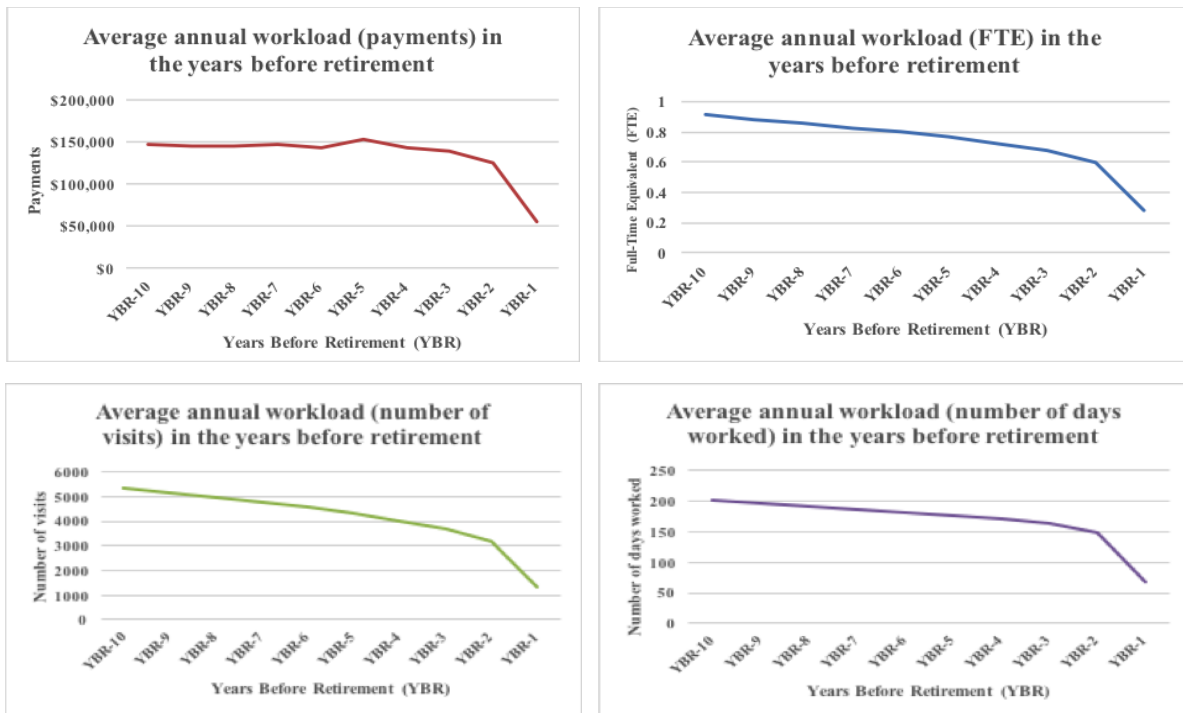 Average annual workload (payments) in
the years before retirement
Payments
$200,000
$150,000
$100,000
$50,000
$0
YBR-10
YBR-9
YBR-8
YBR-7
YBR-6
YBR-5
YBR-4
YBR-3
YBR-2
YBR-1
Years Before Retirement (YBR)
Average annual workload (FTE) in the
years before retirement
Full-Time Equivalent (FTE)
1
0.8
0.6
0.4
0.2
0
YBR-10
YBR-9
YBR-8
YBR-7
YBR-6
YBR-5
YBR-4
YBR-3
YBR-2
YBR-1
Years Before Retirement (YBR)
Average annual workload (number of
visits) in the years before retirement
Number of visits
6000
5000
4000
3000
2000
1000
0
YBR-10
YBR-9
YBR-8
YBR-7
YBR-6
YBR-5
YBR-4
YBR-3
YBR-2
YBR-1
Years Before Retirement (YBR)
Average annual workload (number of days
worked) in the years before retirement
Number of days worked
250
200
150
100
50
0
YBR-10
YBR-9
YBR-8
YBR-7
YBR-6
YBR-5
YBR-4
YBR-3
YBR-2
YBR-1
Years Before Retirement (YBR)